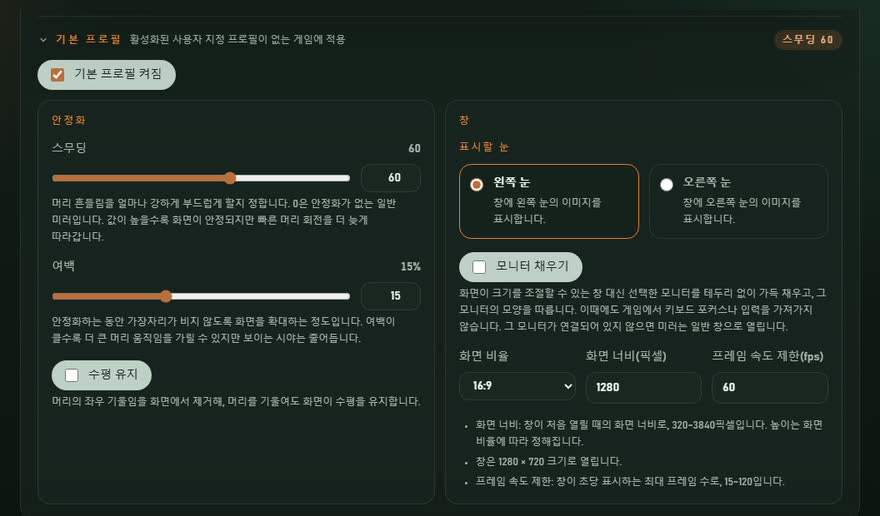 기본 프로필 활성화된 사용자 지정 프로필이 없는 게임에 적용
스무딩 60
기본 프로필 켜짐
안정화
스무딩 60
60
머리 흔들림을 얼마나 강하게 부드럽게 할지 정합니다. 0은 안정화가 없는 일반
미러입니다. 값이 높을수록 화면이 안정되지만 빠른 머리 회전을 더 늦게
따라갑니다.
여백 15%
15
안정화하는 동안 가장자리가 비지 않도록 화면을 확대하는 정도입니다. 여백이
클수록 더 큰 머리 움직임을 가릴 수 있지만 보이는 시야는 줄어듭니다.
수평 유지
머리의 좌우 기울임을 화면에서 제거해, 머리를 기울여도 화면이 수평을 유지합니다.
창
표시할 눈
왼쪽 눈
창에 왼쪽 눈의 이미지를
표시합니다.
오른쪽 눈
창에 오른쪽 눈의 이미지를
표시합니다.
모니터 채우기
화면이 크기를 조절할 수 있는 창 대신 선택한 모니터를 테두리 없이 가득 채우고, 그
모니터의 모양을 따릅니다. 이때에도 게임에서 키보드 포커스나 입력을 가져가지
않습니다. 그 모니터가 연결되어 있지 않으면 미러는 일반 창으로 열립니다.
화면 비율 화면 너비(픽셀) 프레임 속도 제한(fps)
16:9 1280 60
• 화면 너비: 창이 처음 열릴 때의 화면 너비로, 320–3840픽셀입니다. 높이는 화면
비율에 따라 정해집니다.
• 창은 1280 × 720 크기로 열립니다.
• 프레임 속도 제한: 창이 초당 표시하는 최대 프레임 수로, 15–120입니다.